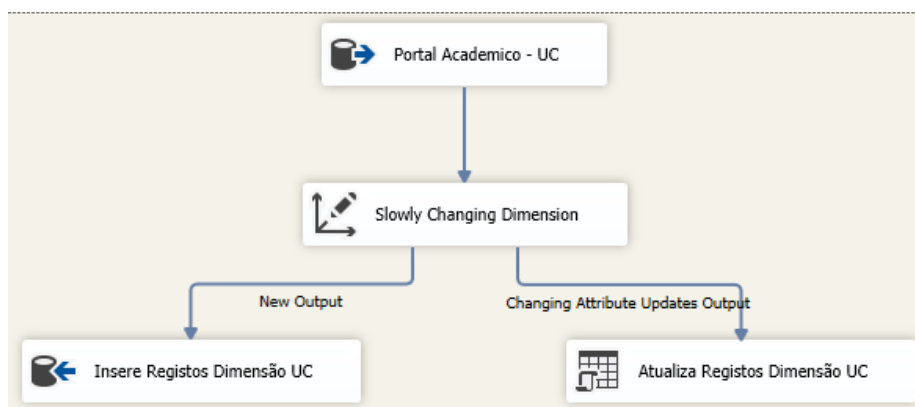 Portal Academico - UC
Slowly Changing Dimension
New Output
Changing Attribute Updates Output
Insere Registos Dimensão UC
Atualiza Registos Dimensão UC